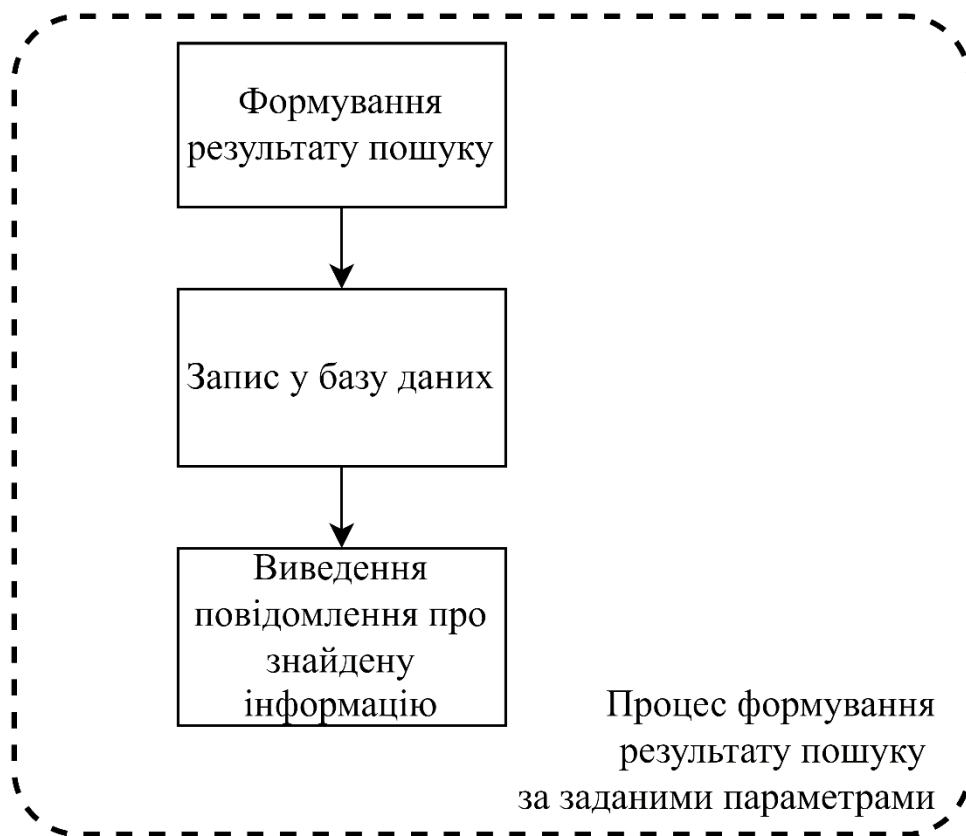 Формування
результату пошуку
Запис у базу даних
Виведення
повідомлення про
знайдену
інформацію
Процес формування
результату пошуку
за заданими параметрами